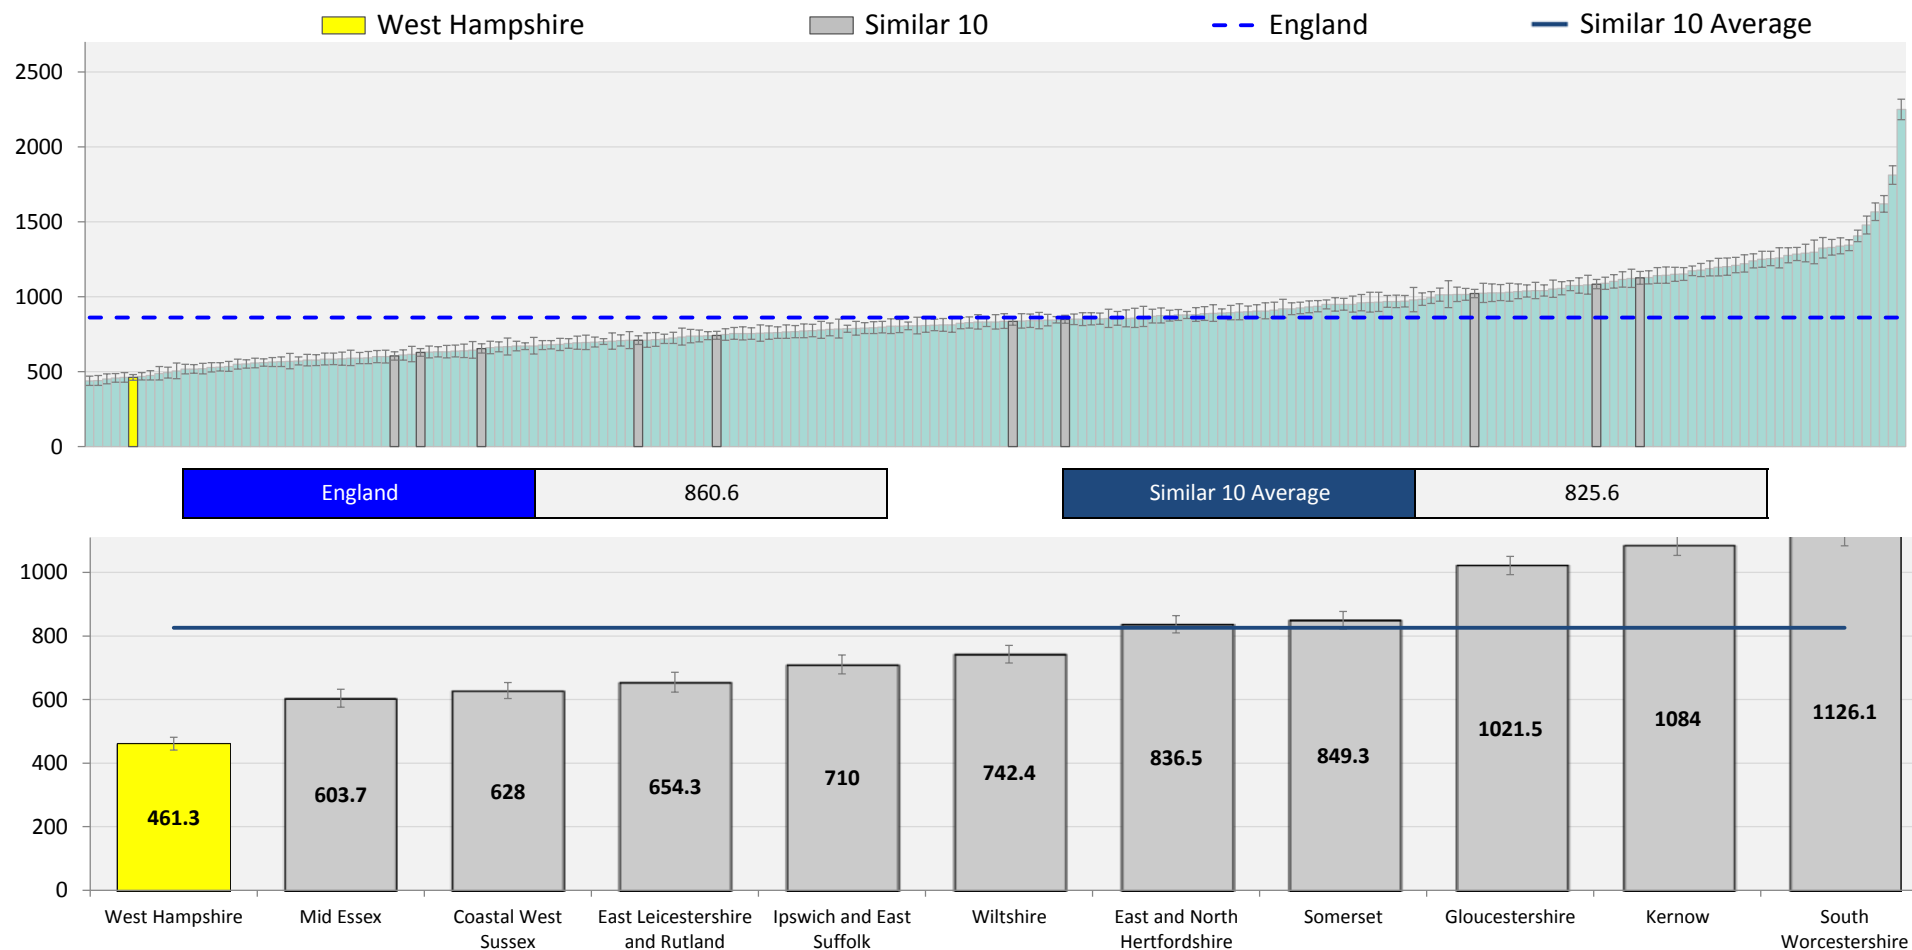 West Hampshire
Similar 10
England
Similar 10 Average
2500
2000
1500
1000
500
0
England
860.6
Similar 10 Average
825.6
1000
800
600
400
200
0
461.3
603.7
628
654.3
710
742.4
836.5
849.3
1021.5
1084
1126.1
West Hampshire
Mid Essex
Coastal West
Sussex
East Leicestershire
and Rutland
Ipswich and East
Suffolk
Wiltshire
East and North
Hertfordshire
Somerset
Gloucestershire
Kernow
South
Worcestershire